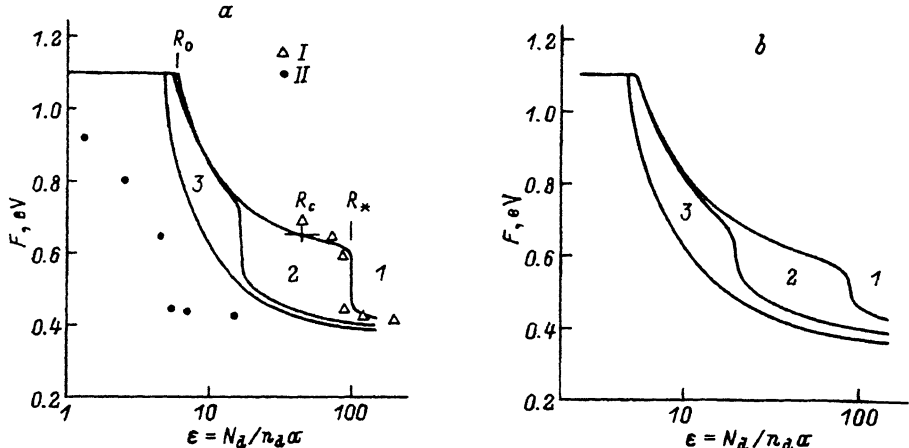 a
R₀
△ I
● II
F, eV
1.2
1.0
0.8
0.6
0.4
0.2
3
R_c
R_*
2
1
1
10
100
ε = N_d/n_d α
b
F, eV
1.2
1.0
0.8
0.6
0.4
0.2
3
2
1
10
100
ε = N_d/n_d α